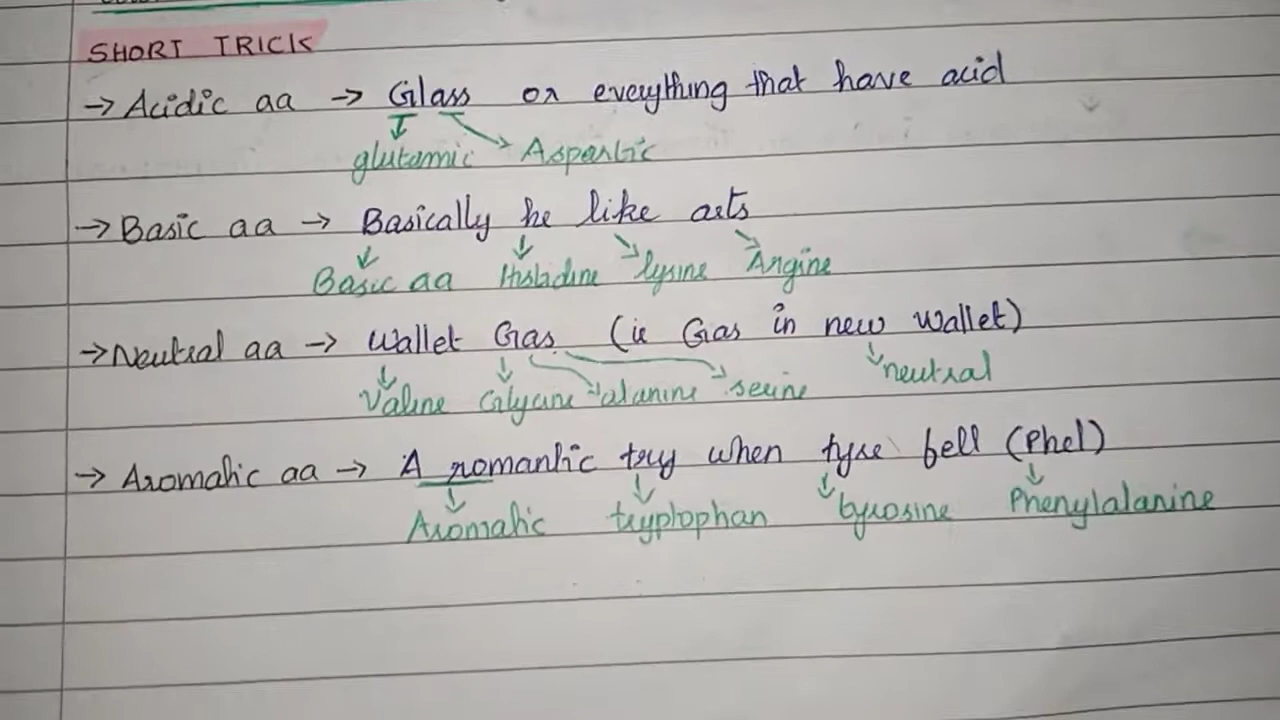 SHORT TRICK
→ Acidic aa → Glass or everything that have acid
glutamic Aspartic
→ Basic aa → Basically he like arts
Basic aa Histadine lysine Argine
→ Neutral aa → Wallet Gas (ie Gas in new wallet)
Valine Glycine alanine serine neutral
→ Aromatic aa → A romantic try when tyre bell (Phel)
Aromatic tryptophan tyrosine Phenylalanine